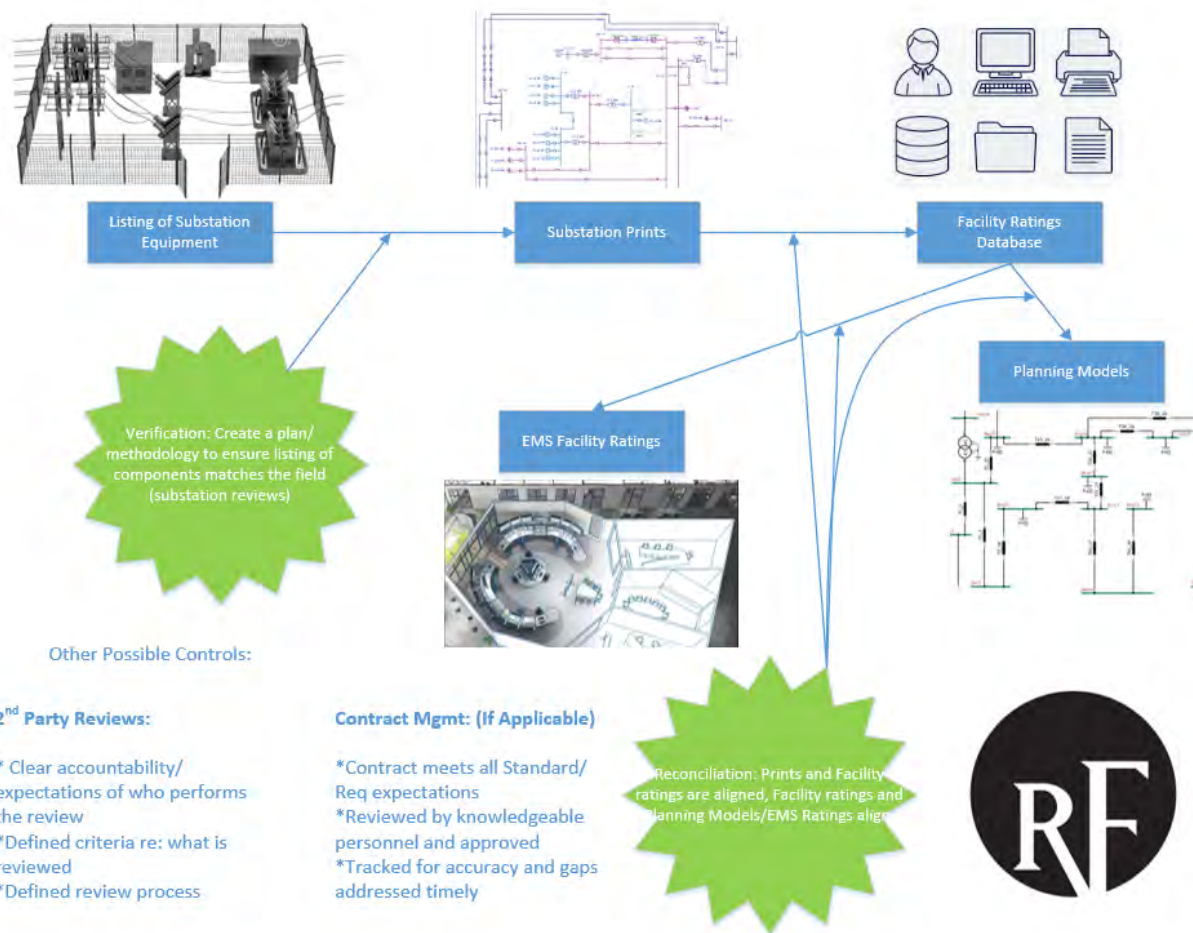 Listing of Substation
Equipment
Substation Prints
Facility Ratings
Database
Planning Models
EMS Facility Ratings
Verification: Create a plan/
methodology to ensure listing of
components matches the field
(substation reviews)
Other Possible Controls:
2nd Party Reviews:
* Clear accountability/
expectations of who performs
the review
*Defined criteria re: what is
reviewed
*Defined review process
Contract Mgmt: (If Applicable)
*Contract meets all Standard/
Req expectations
*Reviewed by knowledgeable
personnel and approved
*Tracked for accuracy and gaps
addressed timely
Reconciliation: Prints and Facility
ratings are aligned, Facility ratings and
Planning Models/EMS Ratings align
RF